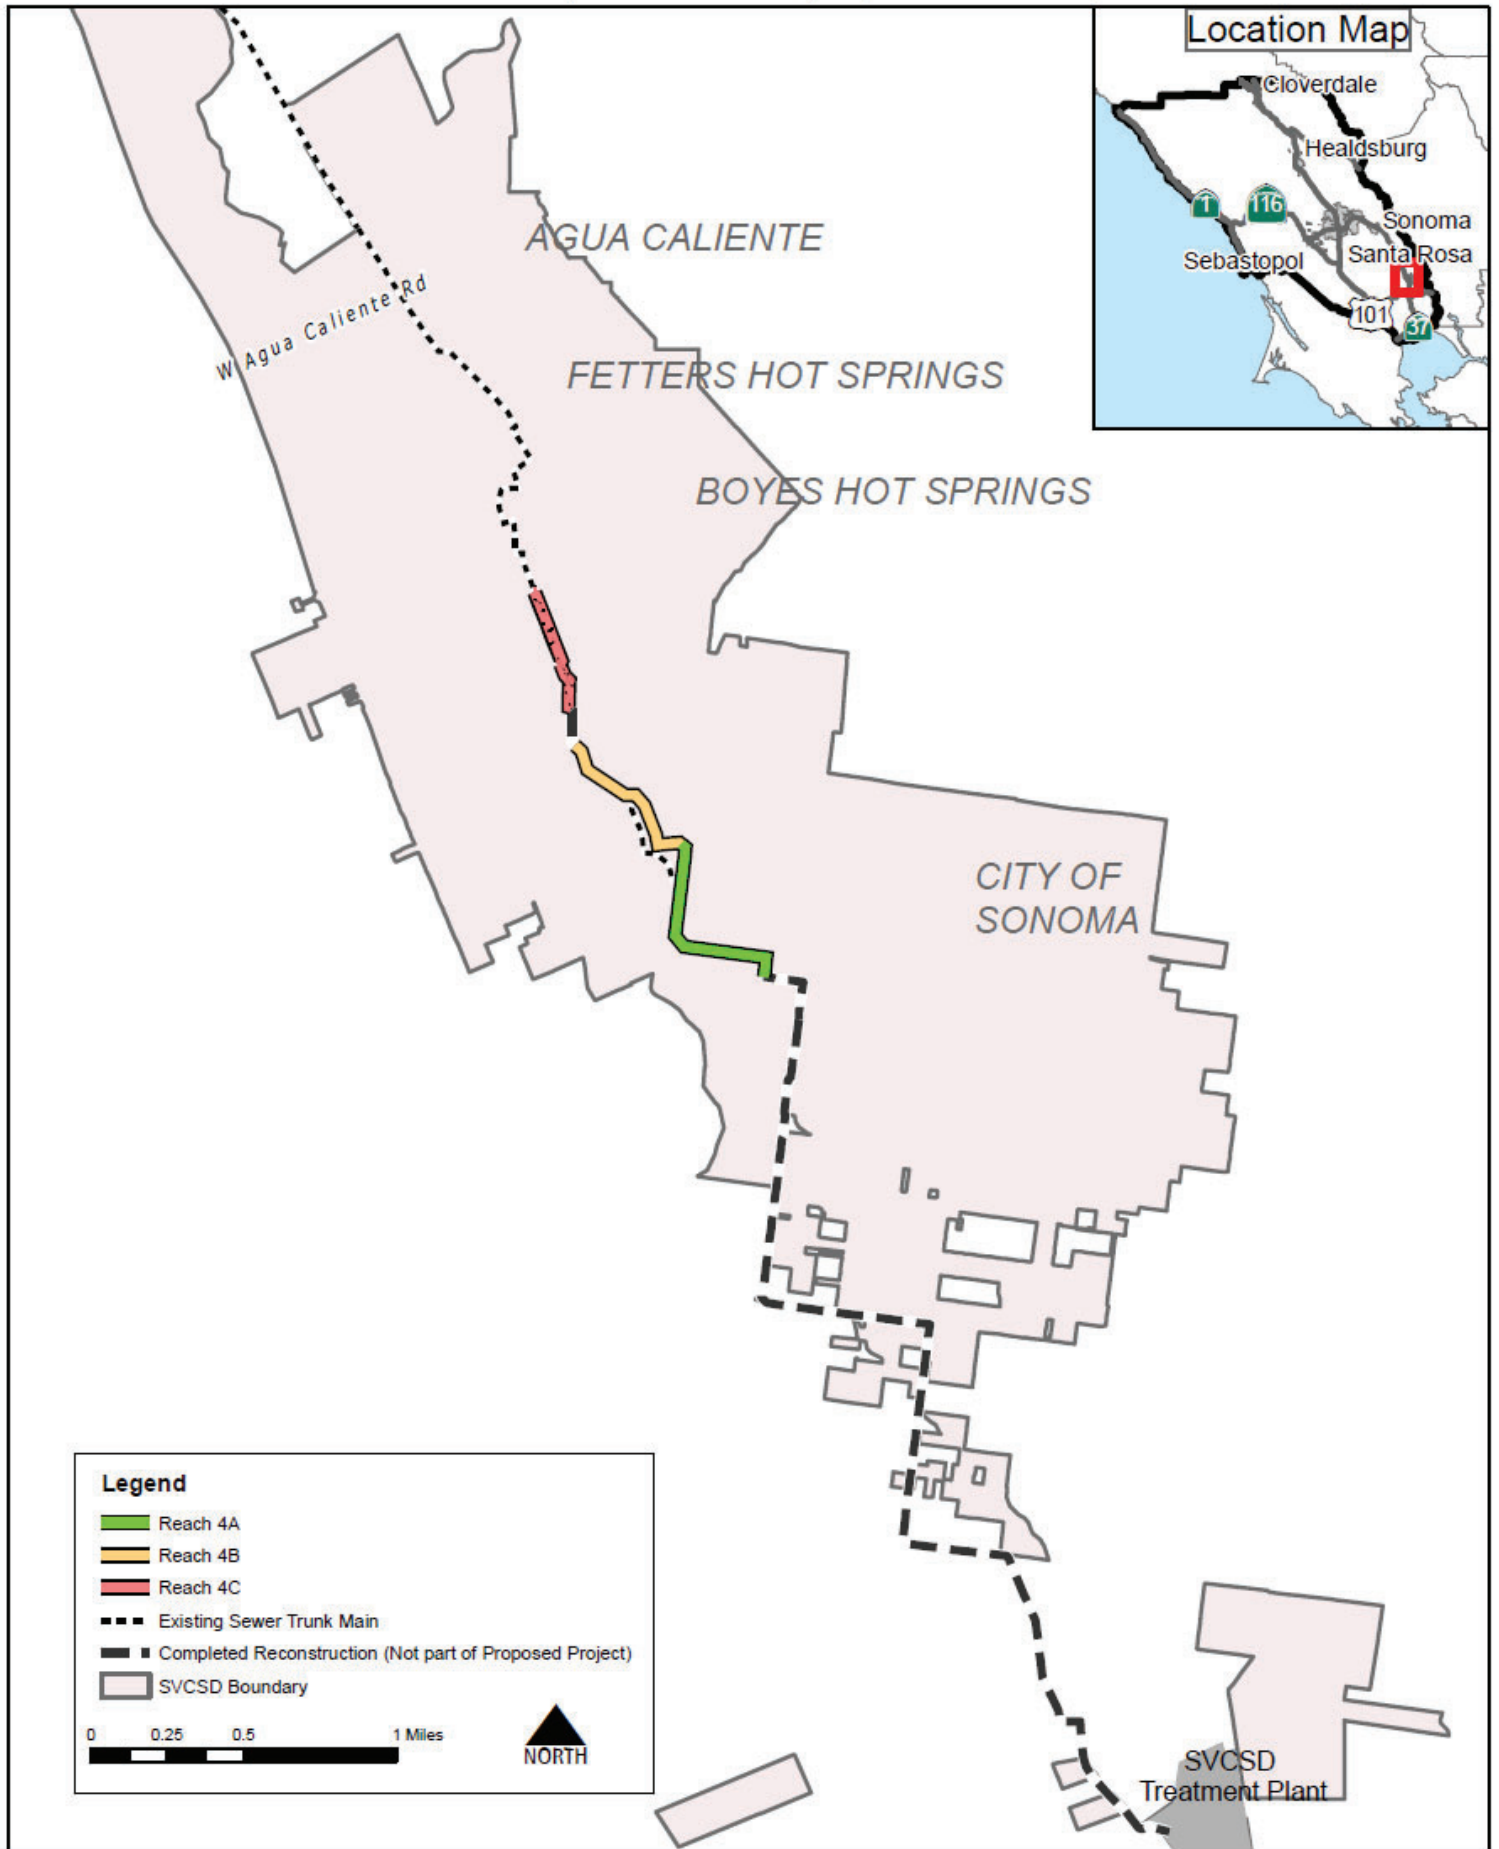 Location Map
Cloverdale
Healdsburg
1
116
Sonoma
Santa Rosa
Sebastopol
101
37
AGUA CALIENTE
W Agua Caliente Rd
FETTERS HOT SPRINGS
BOYES HOT SPRINGS
CITY OF
SONOMA
Legend
Reach 4A
Reach 4B
Reach 4C
Existing Sewer Trunk Main
Completed Reconstruction (Not part of Proposed Project)
SVCSD Boundary
0 0.25 0.5 1 Miles
NORTH
SVCSD
Treatment Plant